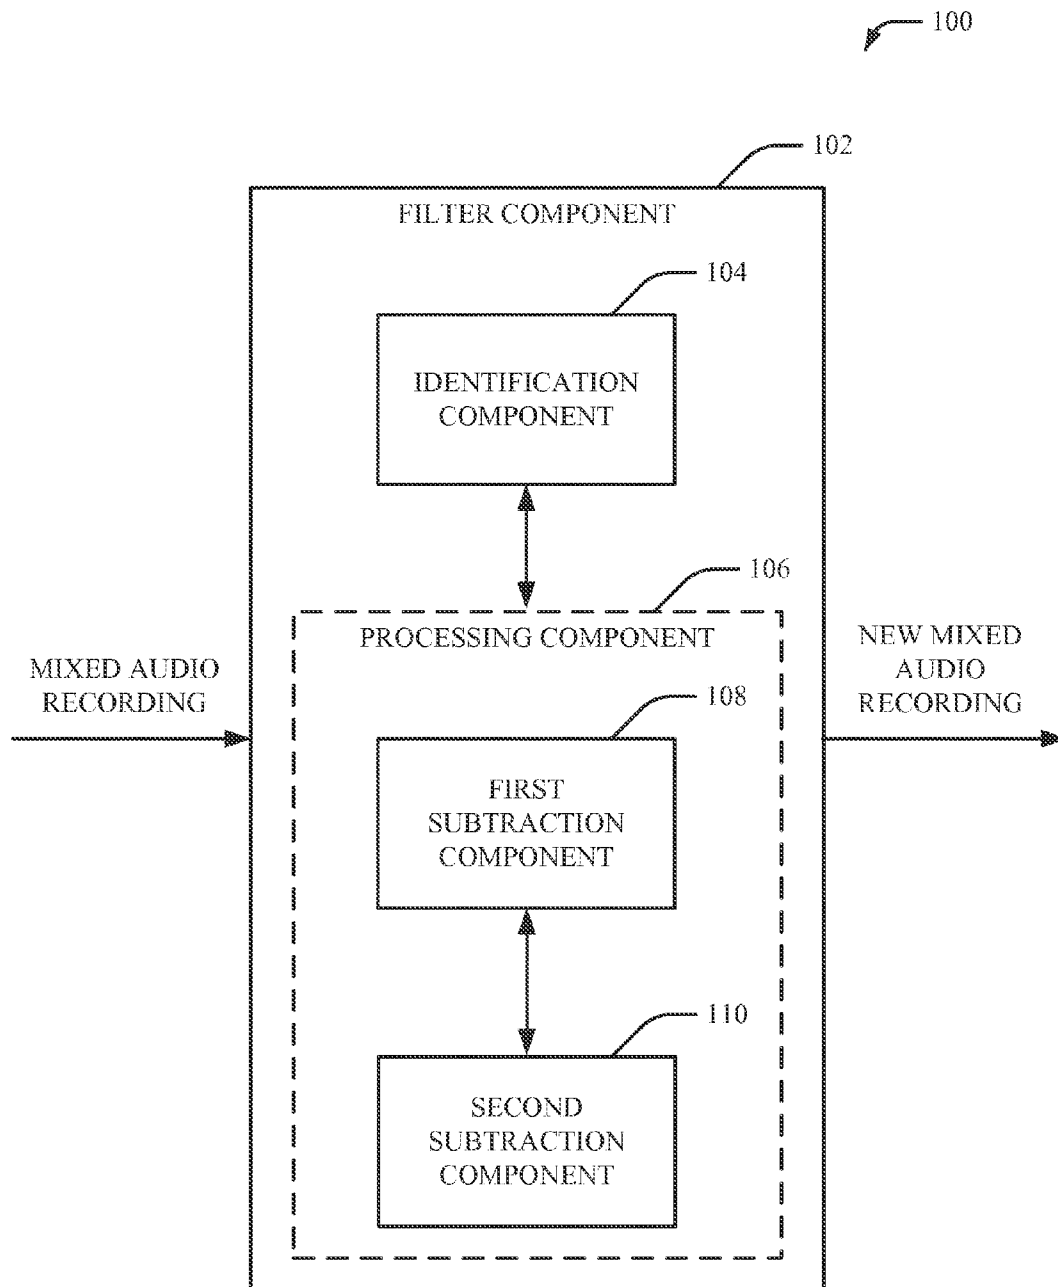 100
102
FILTER COMPONENT
104
IDENTIFICATION
COMPONENT
106
PROCESSING COMPONENT
MIXED AUDIO
RECORDING
NEW MIXED
AUDIO
RECORDING
108
FIRST
SUBTRACTION
COMPONENT
110
SECOND
SUBTRACTION
COMPONENT